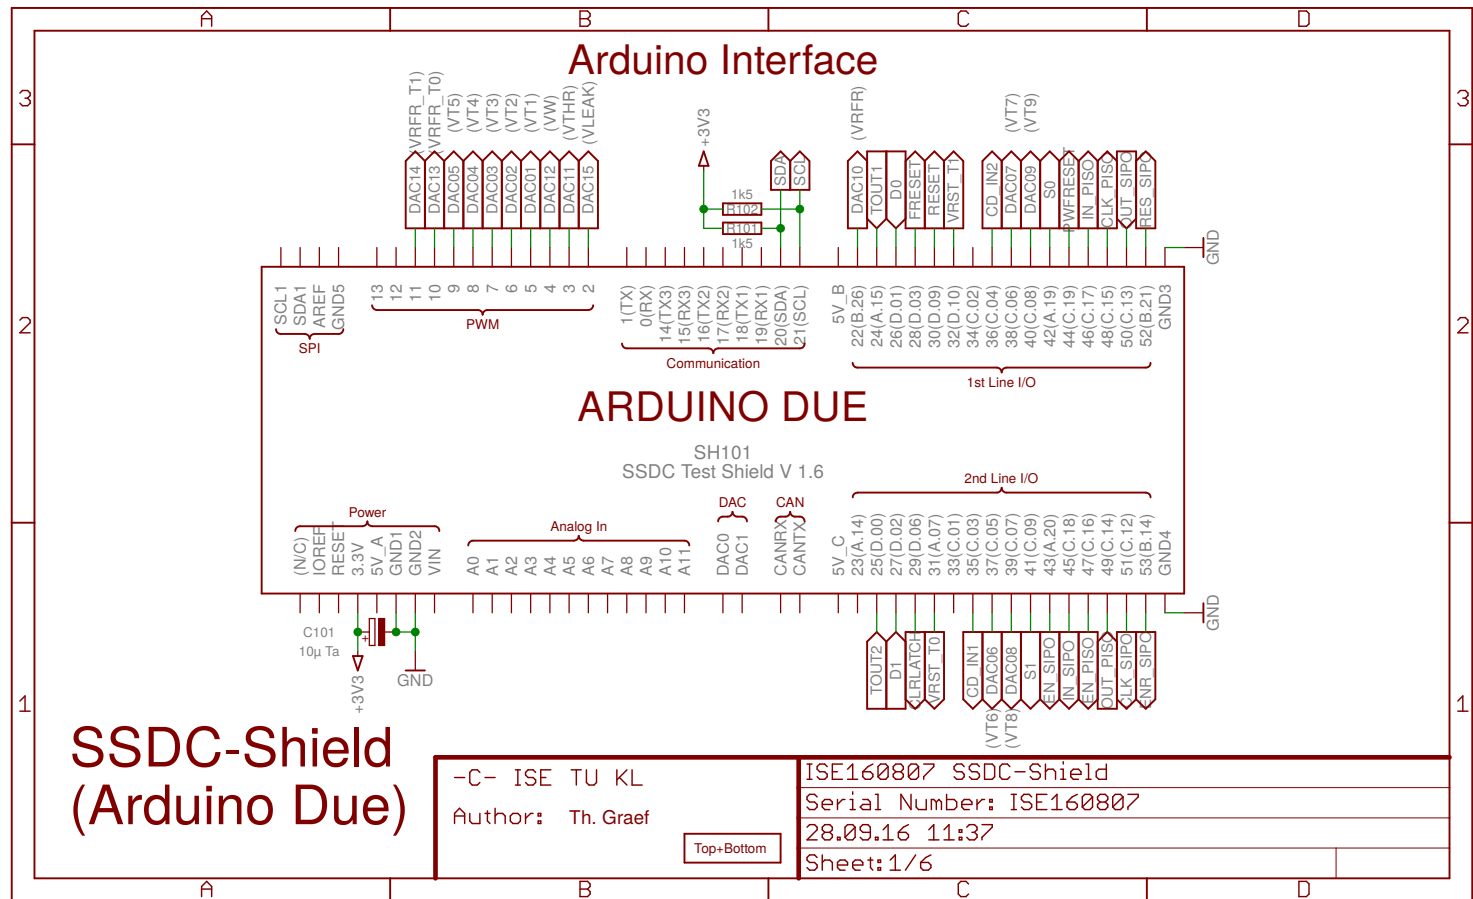 A B C D
Arduino Interface
3 3
(VRFR_T1) (VRFR_T0) (VT5) (VT4) (VT3) (VT2) (VT1) (VW) (VTHR) (VLEAK)
+3V3
(VRFR) (VT7) (VT9)
DAC14 DAC13 DAC05 DAC04 DAC03 DAC02 DAC01 DAC12 DAC11 DAC15
SDA SCL
DAC10 TOUT1 D0 FRESET RESET VRST_T1
CD_IN2 DAC07 DAC09 S0 PWFRESET IN_PISO CLK_PISO OUT_SIPO RES_SIPO
1k5
R102
R101
1k5
GND
SCL1 SDA1 AREF GND5
13 12 11 10 9 8 7 6 5 4 3 2
1(TX) 0(RX) 14(TX3) 15(RX3) 16(TX2) 17(RX2) 18(TX1) 19(RX1) 20(SDA) 21(SCL)
5V_B 22(B.26) 24(A.15) 26(D.01) 28(D.03) 30(D.09) 32(D.10) 34(C.02) 36(C.04) 38(C.06) 40(C.08) 42(A.19) 44(C.19) 46(C.17) 48(C.15) 50(C.13) 52(B.21) GND3
2 2
SPI
PWM
Communication
1st Line I/O
ARDUINO DUE
SH101
SSDC Test Shield V 1.6
2nd Line I/O
Power
Analog In
DAC
CAN
(N/C) IOREF RESET 3.3V 5V_A GND1 GND2 VIN
A0 A1 A2 A3 A4 A5 A6 A7 A8 A9 A10 A11
DAC0 DAC1
CANRX CANTX
5V_C 23(A.14) 25(D.00) 27(D.02) 29(D.06) 31(A.07) 33(C.01) 35(C.03) 37(C.05) 39(C.07) 41(C.09) 43(A.20) 45(C.18) 47(C.16) 49(C.14) 51(C.12) 53(B.14) GND4
C101
10µ Ta
+
+3V3
GND
GND
TOUT2 D1 CLRLATCH VRST_T0
CD_IN1 DAC06 DAC08 S1 EN_SIPO IN_SIPO EN_PISO OUT_PISO CLK_SIPO ENR_SIPO
(VT6) (VT8)
1 1
SSDC-Shield
(Arduino Due)
-C- ISE TU KL
Author: Th. Graef
Top+Bottom
ISE160807 SSDC-Shield
Serial Number: ISE160807
28.09.16 11:37
Sheet: 1/6
A B C D